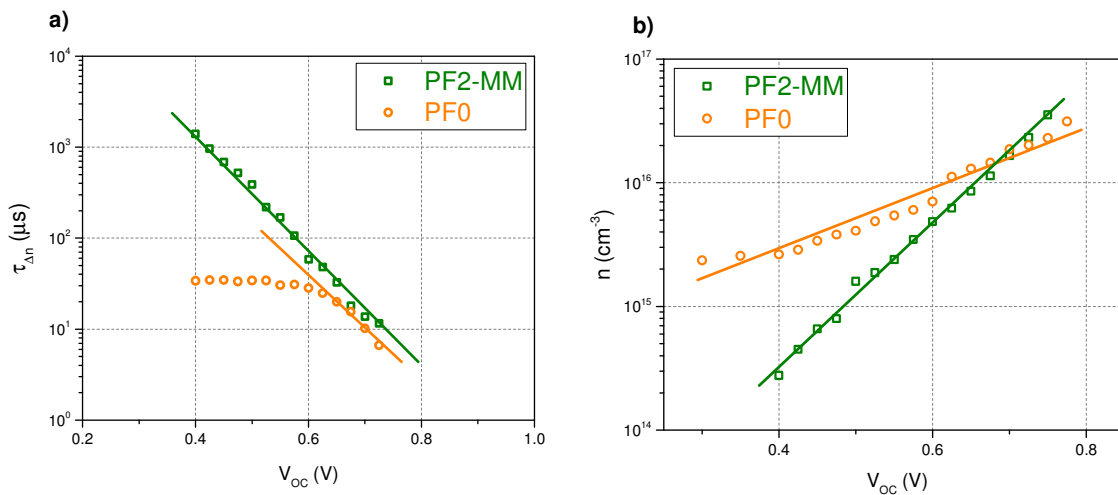 a)
10⁴
10³
10²
10¹
10⁰
τΔn (µs)
PF2-MM
PF0
0.2 0.4 0.6 0.8 1.0
VOC (V)
b)
10¹⁷
10¹⁶
10¹⁵
10¹⁴
n (cm⁻³)
PF2-MM
PF0
0.4 0.6 0.8
VOC (V)